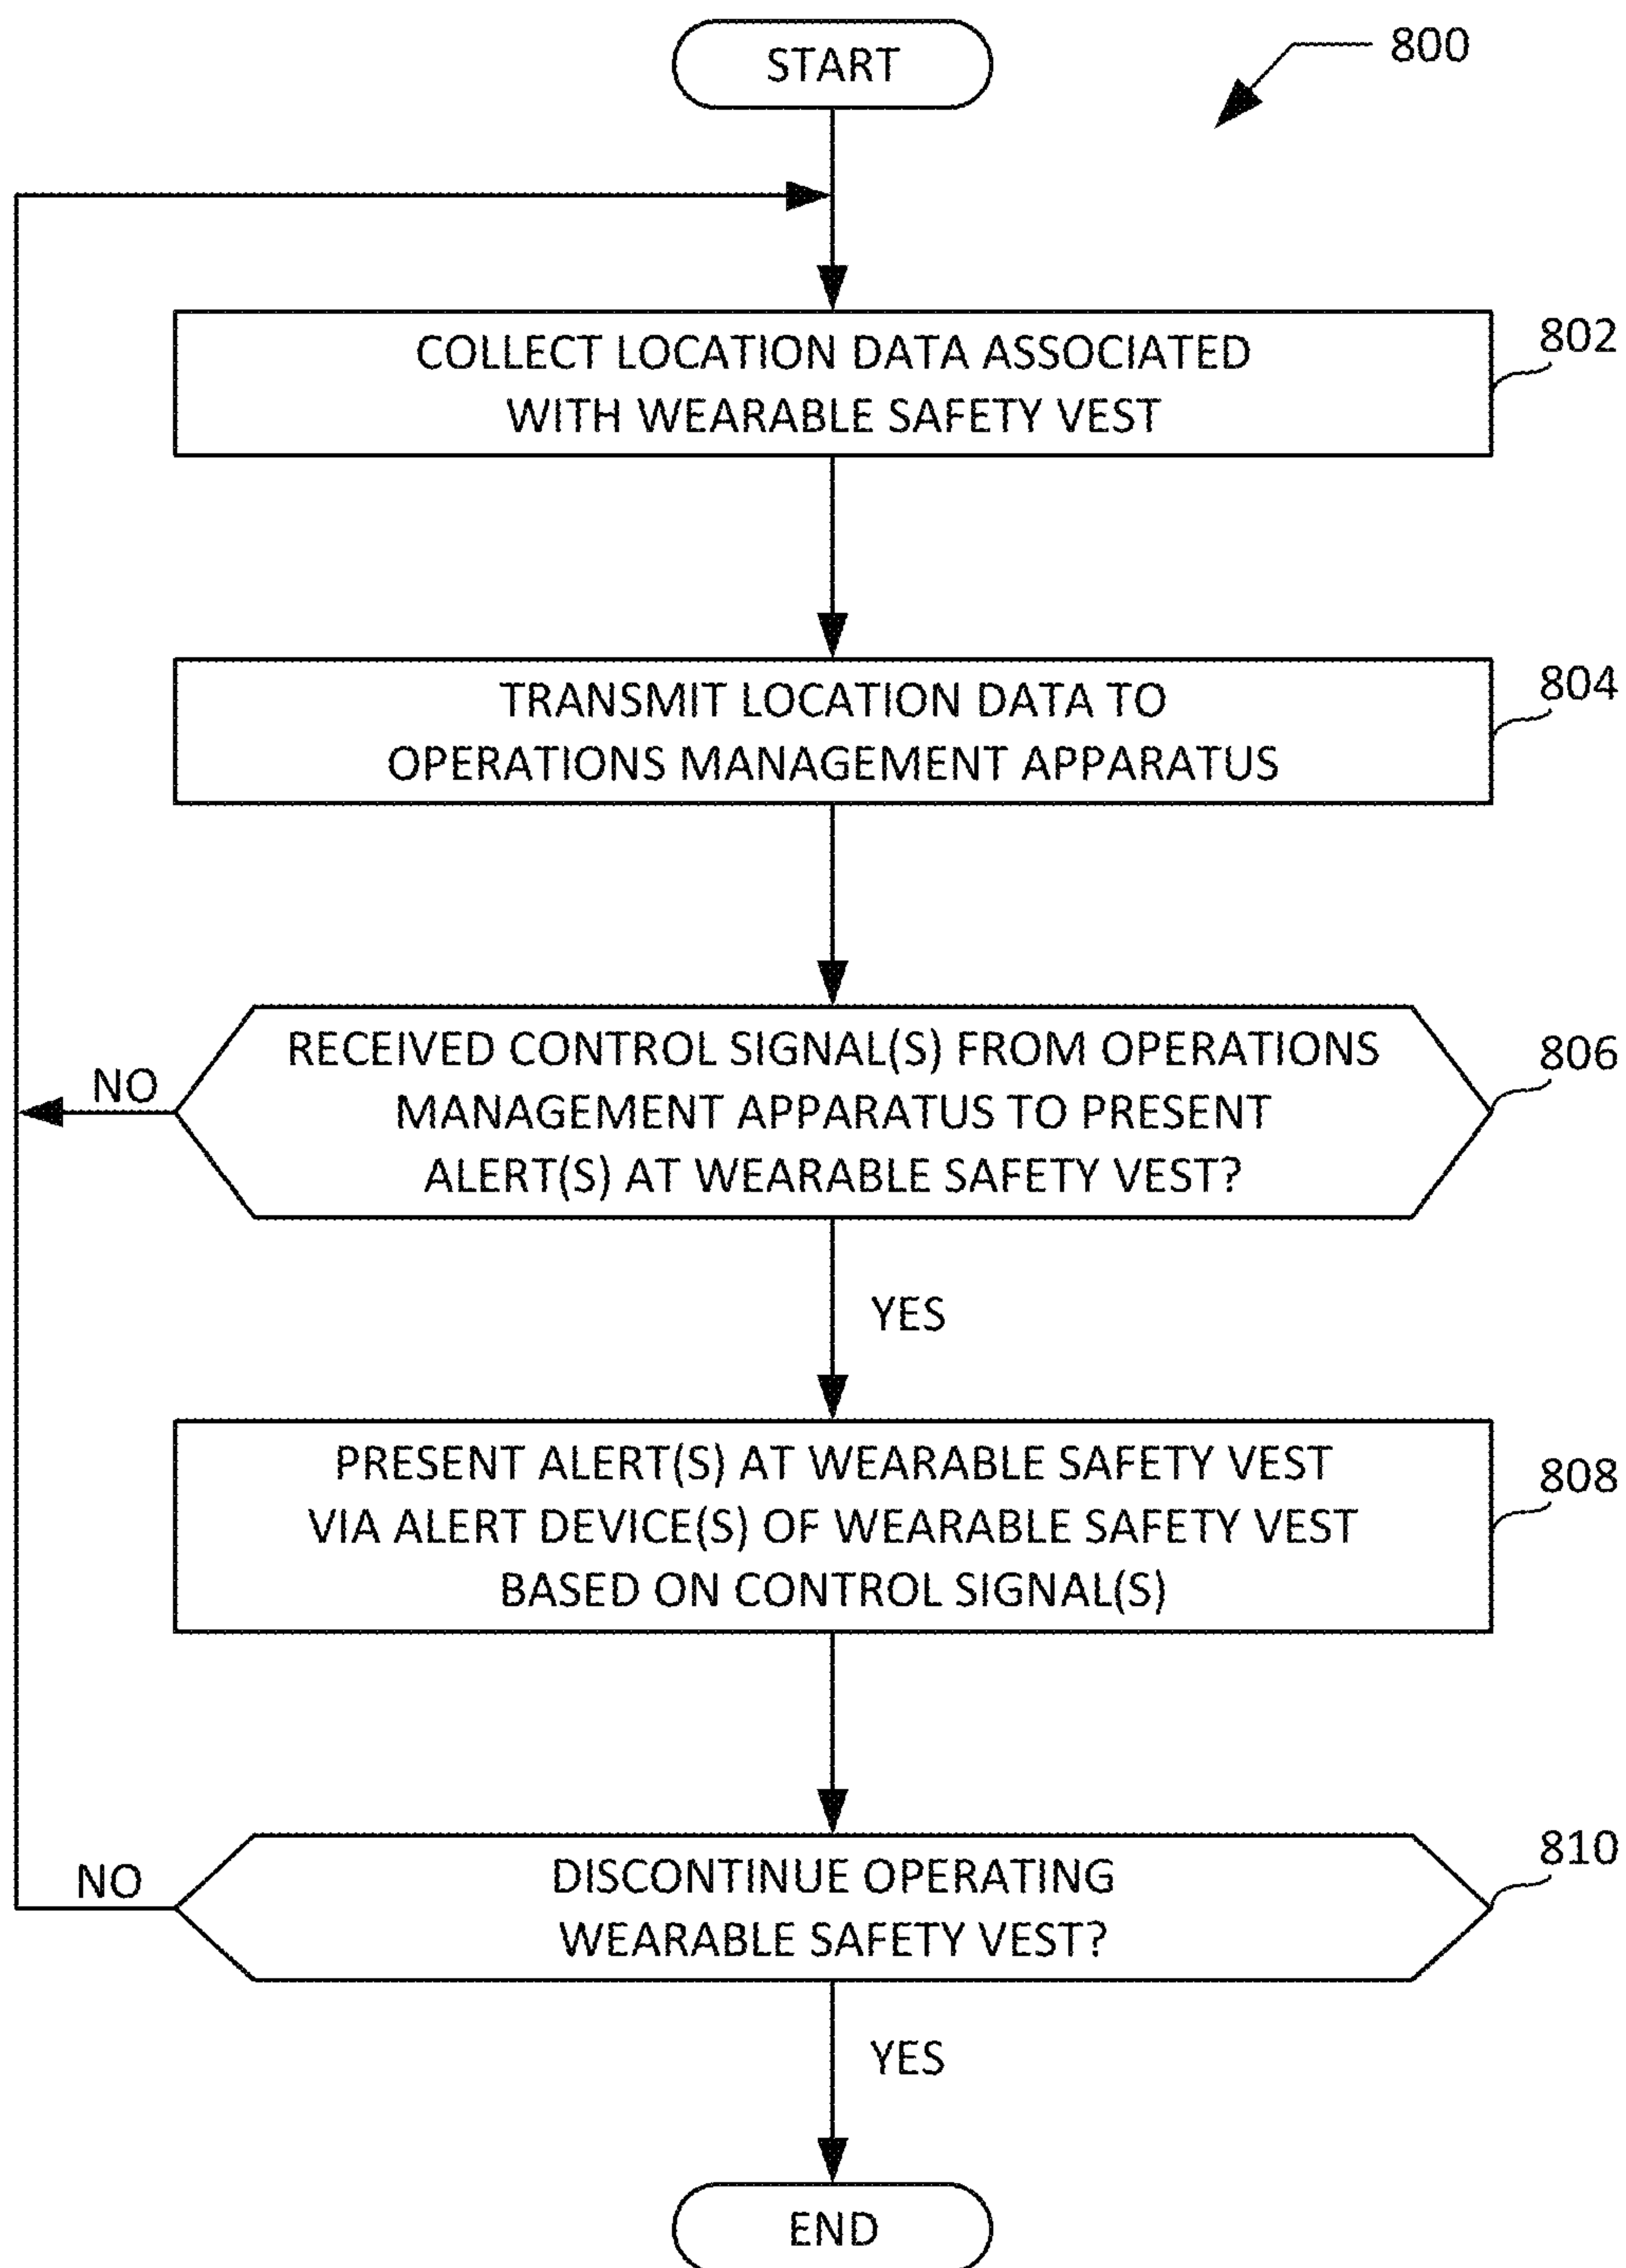 START
800
COLLECT LOCATION DATA ASSOCIATED
WITH WEARABLE SAFETY VEST
802
TRANSMIT LOCATION DATA TO
OPERATIONS MANAGEMENT APPARATUS
804
RECEIVED CONTROL SIGNAL(S) FROM OPERATIONS
MANAGEMENT APPARATUS TO PRESENT
ALERT(S) AT WEARABLE SAFETY VEST?
806
NO
YES
PRESENT ALERT(S) AT WEARABLE SAFETY VEST
VIA ALERT DEVICE(S) OF WEARABLE SAFETY VEST
BASED ON CONTROL SIGNAL(S)
808
DISCONTINUE OPERATING
WEARABLE SAFETY VEST?
810
NO
YES
END